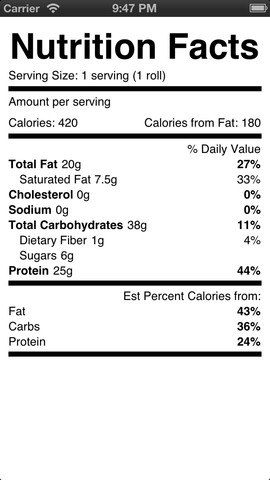 Carrier 9:47 PM
Nutrition Facts
Serving Size: 1 serving (1 roll)
Amount per serving
Calories: 420 Calories from Fat: 180
% Daily Value
Total Fat 20g 27%
Saturated Fat 7.5g 33%
Cholesterol 0g 0%
Sodium 0g 0%
Total Carbohydrates 38g 11%
Dietary Fiber 1g 4%
Sugars 6g
Protein 25g 44%
Est Percent Calories from:
Fat 43%
Carbs 36%
Protein 24%